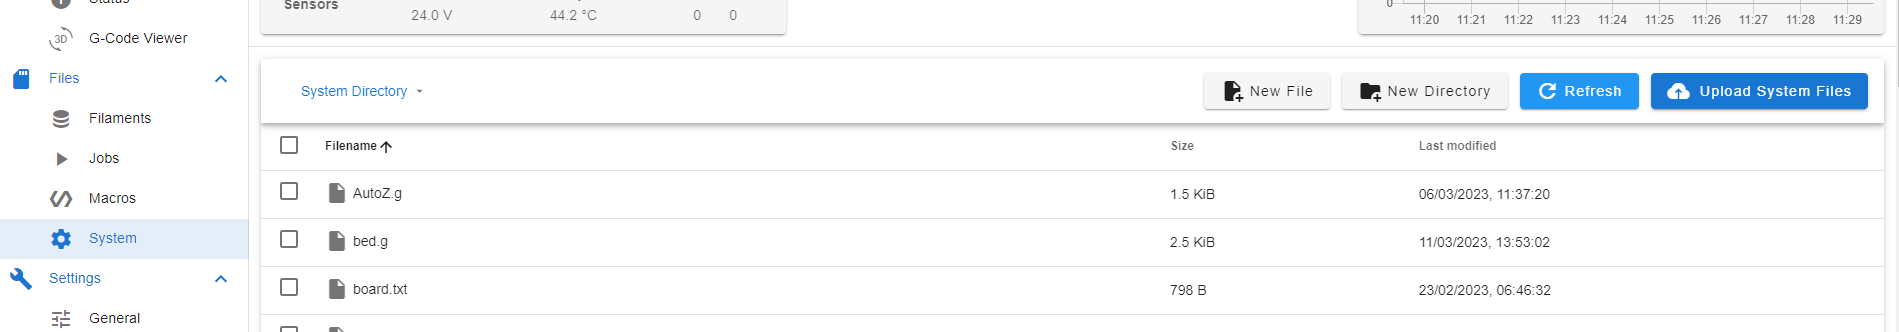 Status
G-Code Viewer
Files
Filaments
Jobs
Macros
System
Settings
General
Sensors
24.0 V 44.2 °C 0 0
0
11:20 11:21 11:22 11:23 11:24 11:25 11:26 11:27 11:28 11:29
System Directory New File New Directory Refresh Upload System Files
Filename Size Last modified
AutoZ.g 1.5 KiB 06/03/2023, 11:37:20
bed.g 2.5 KiB 11/03/2023, 13:53:02
board.txt 798 B 23/02/2023, 06:46:32